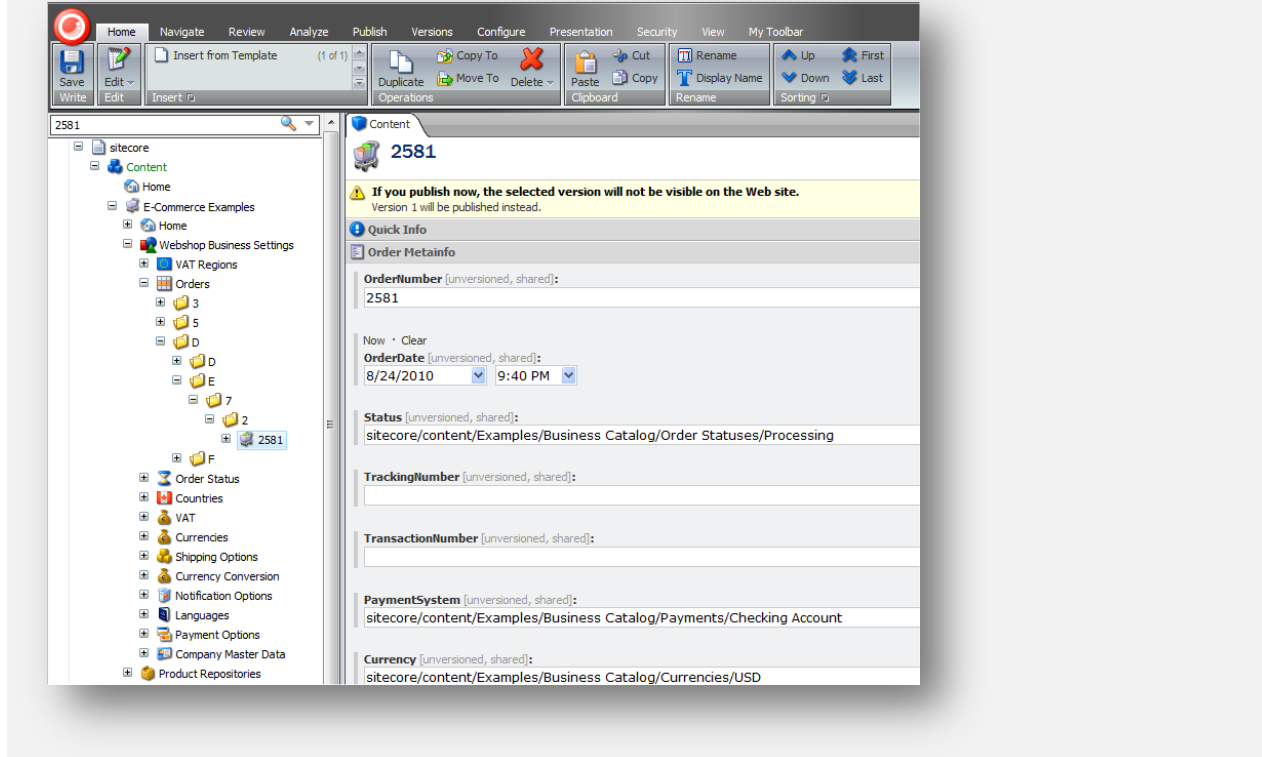 Home Navigate Review Analyze Publish Versions Configure Presentation Security View My Toolbar
Save
Write
Edit
Edit
Insert from Template (1 of 1)
Insert
Duplicate
Copy To
Move To
Delete
Operations
Paste
Cut
Copy
Clipboard
Rename
Display Name
Rename
Up
Down
First
Last
Sorting
2581
sitecore
Content
Home
E-Commerce Examples
Home
Webshop Business Settings
VAT Regions
Orders
3
5
D
D
E
7
2
2581
F
Order Status
Countries
VAT
Currencies
Shipping Options
Currency Conversion
Notification Options
Languages
Payment Options
Company Master Data
Product Repositories
Content
2581
If you publish now, the selected version will not be visible on the Web site.
Version 1 will be published instead.
Quick Info
Order Metainfo
OrderNumber [unversioned, shared]:
2581
Now · Clear
OrderDate [unversioned, shared]:
8/24/2010 9:40 PM
Status [unversioned, shared]:
sitecore/content/Examples/Business Catalog/Order Statuses/Processing
TrackingNumber [unversioned, shared]:
TransactionNumber [unversioned, shared]:
PaymentSystem [unversioned, shared]:
sitecore/content/Examples/Business Catalog/Payments/Checking Account
Currency [unversioned, shared]:
sitecore/content/Examples/Business Catalog/Currencies/USD